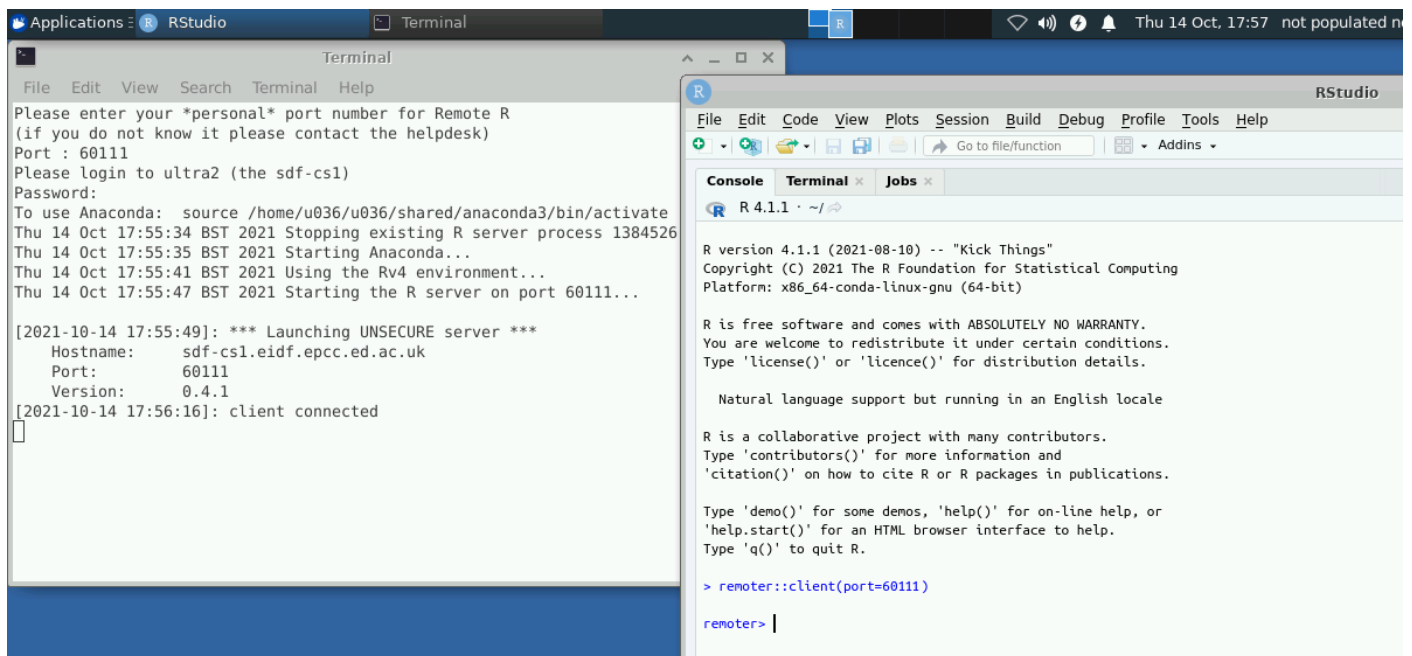 Applications
RStudio
Terminal
Thu 14 Oct, 17:57
not populated
Terminal
File Edit View Search Terminal Help
Please enter your *personal* port number for Remote R
(if you do not know it please contact the helpdesk)
Port : 60111
Please login to ultra2 (the sdf-cs1)
Password:
To use Anaconda:  source /home/u036/u036/shared/anaconda3/bin/activate
Thu 14 Oct 17:55:34 BST 2021 Stopping existing R server process 1384526
Thu 14 Oct 17:55:35 BST 2021 Starting Anaconda...
Thu 14 Oct 17:55:41 BST 2021 Using the Rv4 environment...
Thu 14 Oct 17:55:47 BST 2021 Starting the R server on port 60111...
[2021-10-14 17:55:49]: *** Launching UNSECURE server ***
Hostname: sdf-cs1.eidf.epcc.ed.ac.uk
Port: 60111
Version: 0.4.1
[2021-10-14 17:56:16]: client connected
RStudio
File Edit Code View Plots Session Build Debug Profile Tools Help
Go to file/function
Addins
Console Terminal Jobs
R 4.1.1 · ~/
R version 4.1.1 (2021-08-10) -- "Kick Things"
Copyright (C) 2021 The R Foundation for Statistical Computing
Platform: x86_64-conda-linux-gnu (64-bit)
R is free software and comes with ABSOLUTELY NO WARRANTY.
You are welcome to redistribute it under certain conditions.
Type 'license()' or 'licence()' for distribution details.
Natural language support but running in an English locale
R is a collaborative project with many contributors.
Type 'contributors()' for more information and
'citation()' on how to cite R or R packages in publications.
Type 'demo()' for some demos, 'help()' for on-line help, or
'help.start()' for an HTML browser interface to help.
Type 'q()' to quit R.
> remoter::client(port=60111)
remoter>